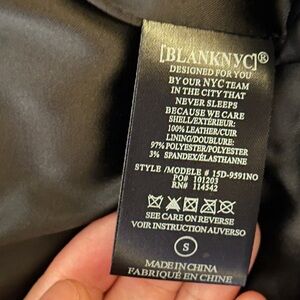 [BLANKNYC]®
DESIGNED FOR YOU
BY OUR NYC TEAM
IN THE CITY THAT
NEVER SLEEPS
BECAUSE WE CARE
SHELL/EXTÉRIEUR:
100% LEATHER/CUIR
LINING/DOUBLURE:
97% POLYESTER/POLYESTER
3% SPANDEX/ÉLASTHANNE
STYLE /MODELE # 15D-9591NO
PO# 101203
RN# 114542
SEE CARE ON REVERSE
VOIR INSTRUCTION AUVERSO
S
MADE IN CHINA
FABRIQUÉ EN CHINE